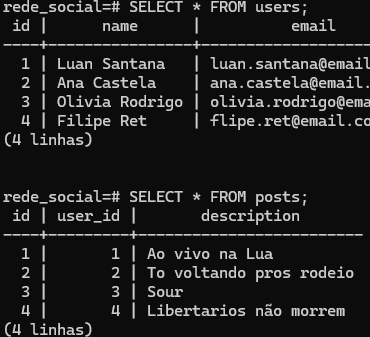 rede_social=# SELECT * FROM users;
 id |      name      |            email
----+----------------+-------------------
  1 | Luan Santana   | luan.santana@email
  2 | Ana Castela    | ana.castela@email.
  3 | Olivia Rodrigo | olivia.rodrigo@ema
  4 | Filipe Ret     | flipe.ret@email.co
(4 linhas)
rede_social=# SELECT * FROM posts;
 id | user_id |       description
----+---------+-------------------------
  1 |       1 | Ao vivo na Lua
  2 |       2 | To voltando pros rodeio
  3 |       3 | Sour
  4 |       4 | Libertarios não morrem
(4 linhas)